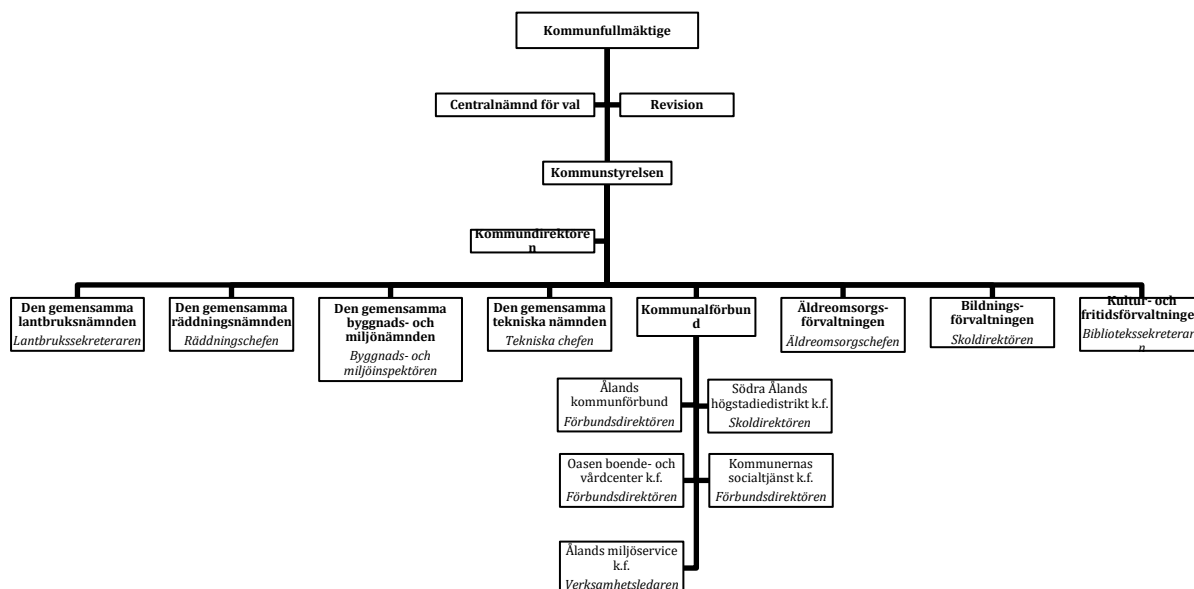 Kommunfullmäktige
Centralnämnd för val
Revision
Kommunstyrelsen
Kommundirektore
n
Den gemensamma
lantbruksnämnden
Lantbrukssekreteraren
Den gemensamma
räddningsnämnden
Räddningschefen
Den gemensamma
byggnads- och
miljönämnden
Byggnads- och
miljöinspektören
Den gemensamma
tekniska nämnden
Tekniska chefen
Kommunalförbun
d
Äldreomsorgs-
förvaltningen
Äldreomsorgschefen
Bildnings-
förvaltningen
Skoldirektören
Kultur- och
fritidsförvaltninge
Bibliotekssekreterar
n
Ålands
kommunförbund
Förbundsdirektören
Södra Ålands
högstadiedistrikt k.f.
Skoldirektören
Oasen boende- och
vårdcenter k.f.
Förbundsdirektören
Kommunernas
socialtjänst k.f.
Förbundsdirektören
Ålands miljöservice
k.f.
Verksamhetsledaren